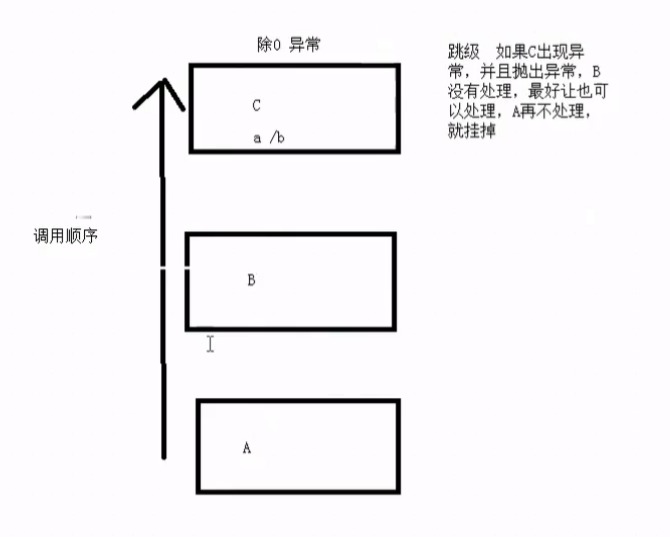 除0 异常
跳级 如果C出现异
常，并且抛出异常，B
没有处理，最好让也可
以处理，A再不处理，
就挂掉
C
a /b
调用顺序
B
A